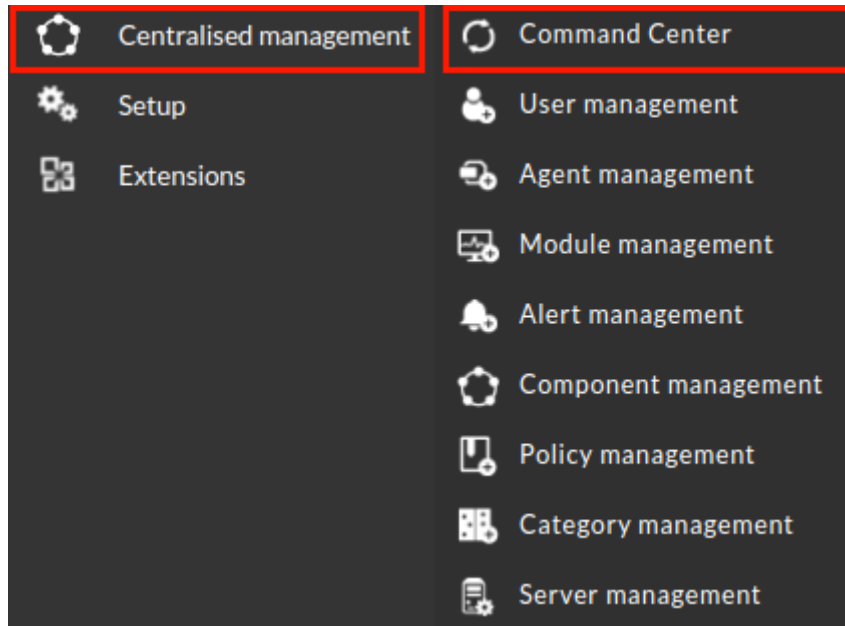 Centralised management
Setup
Extensions
Command Center
User management
Agent management
Module management
Alert management
Component management
Policy management
Category management
Server management